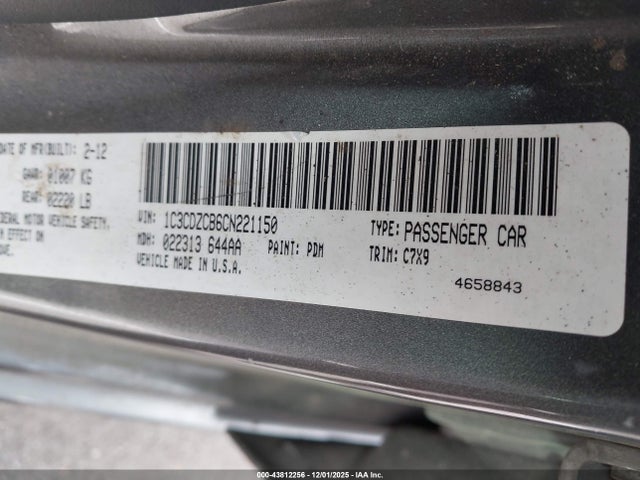 DATE OF MFR(BUILT): 2-12
GAWR: 01007 KG
REAR: 02220 LB
MOTOR VEHICLE SAFETY,
IN EFFECT ON
VIN: 1C3CDZCB6CN221150
TYPE: PASSENGER CAR
MDH: 022313 644AA
PAINT: PDM
TRIM: C7X9
VEHICLE MADE IN U.S.A.
4658843
000-43812256 • 12/01/2025 • IAA Inc.